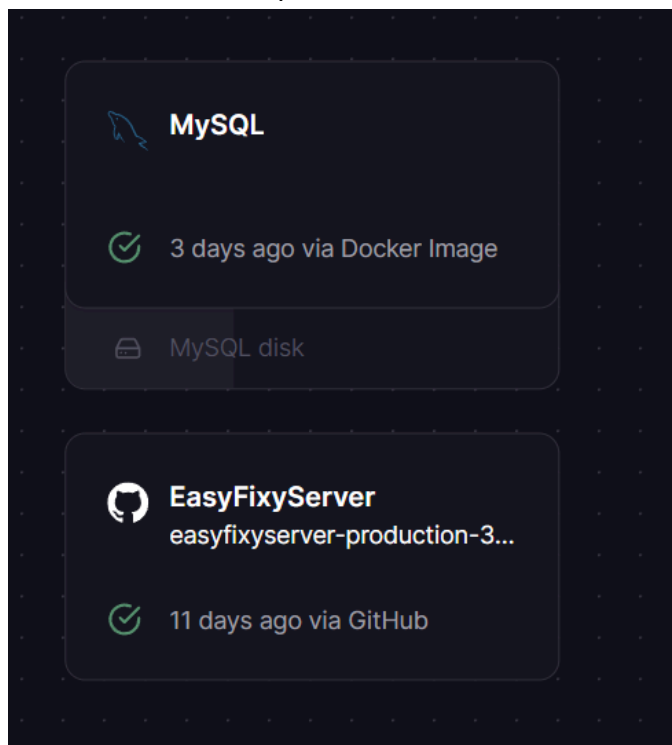 MySQL
3 days ago via Docker Image
MySQL disk
EasyFixyServer
easyfixyserver-production-3...
11 days ago via GitHub